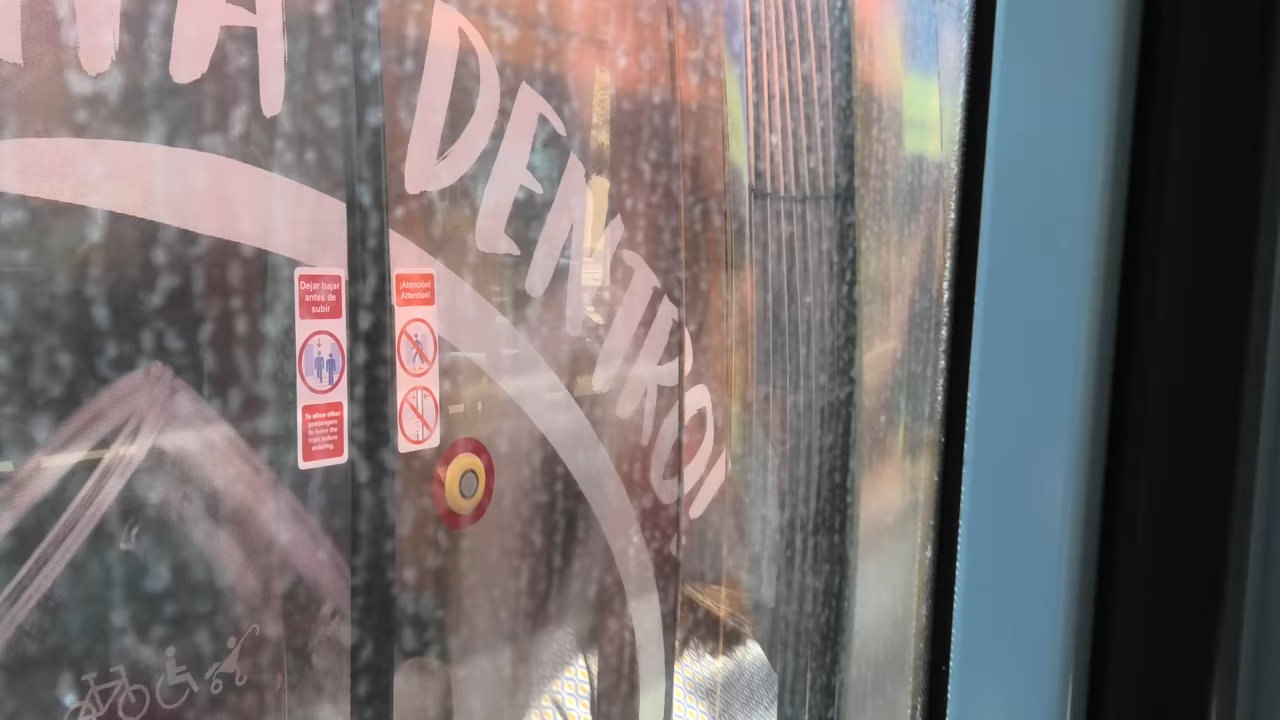 DENTRO!
Dejar bajar
antes de
subir
To allow other
passengers
to leave the
train before
entering.
¡Atención!
Attention!